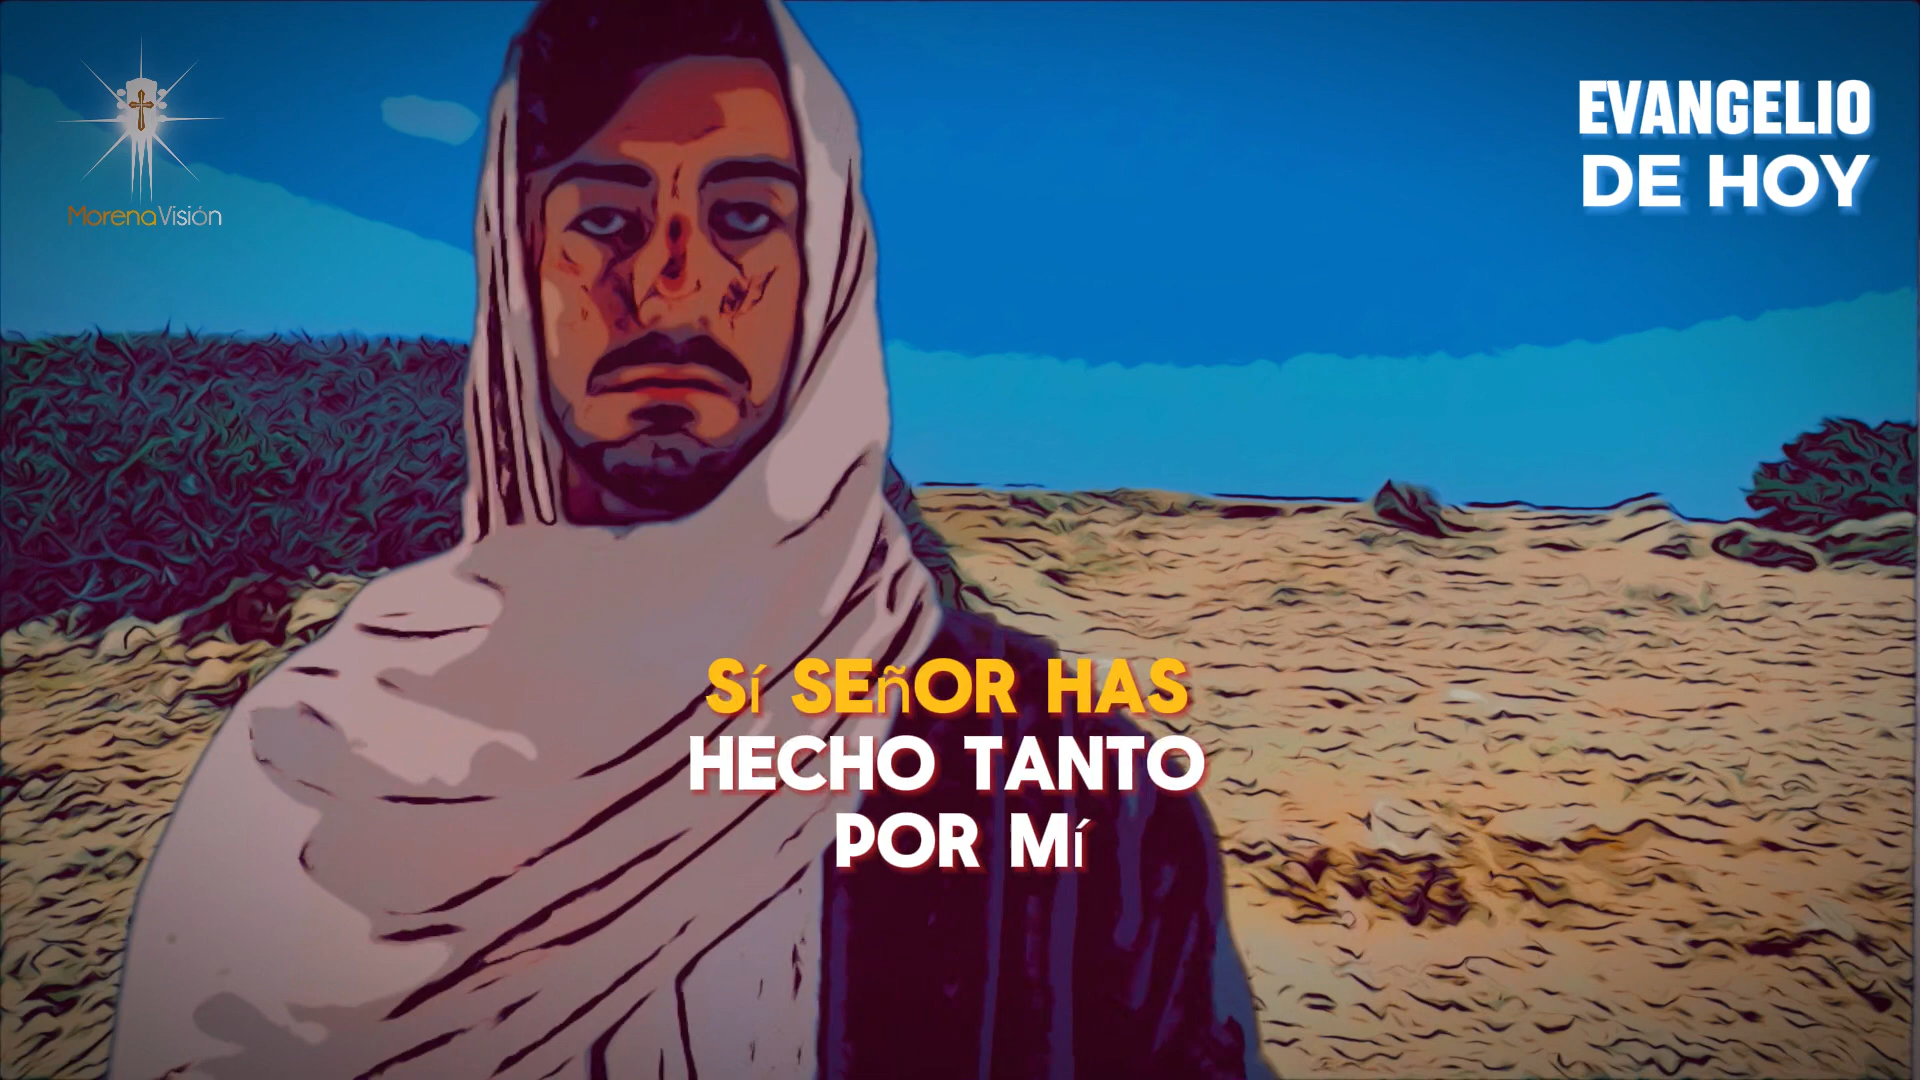 MorenaVisión
EVANGELIO
DE HOY
Sí SEñOR HAS
HECHO TANTO
POR Mí